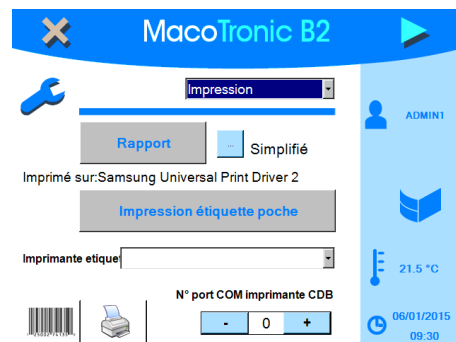 MacoTronic B2
Impression
ADMIN1
Rapport
...
Simplifié
Imprimé sur:Samsung Universal Print Driver 2
Impression étiquette poche
Imprimante etique
21.5 °C
N° port COM imprimante CDB
- 0 +
06/01/2015
09:30